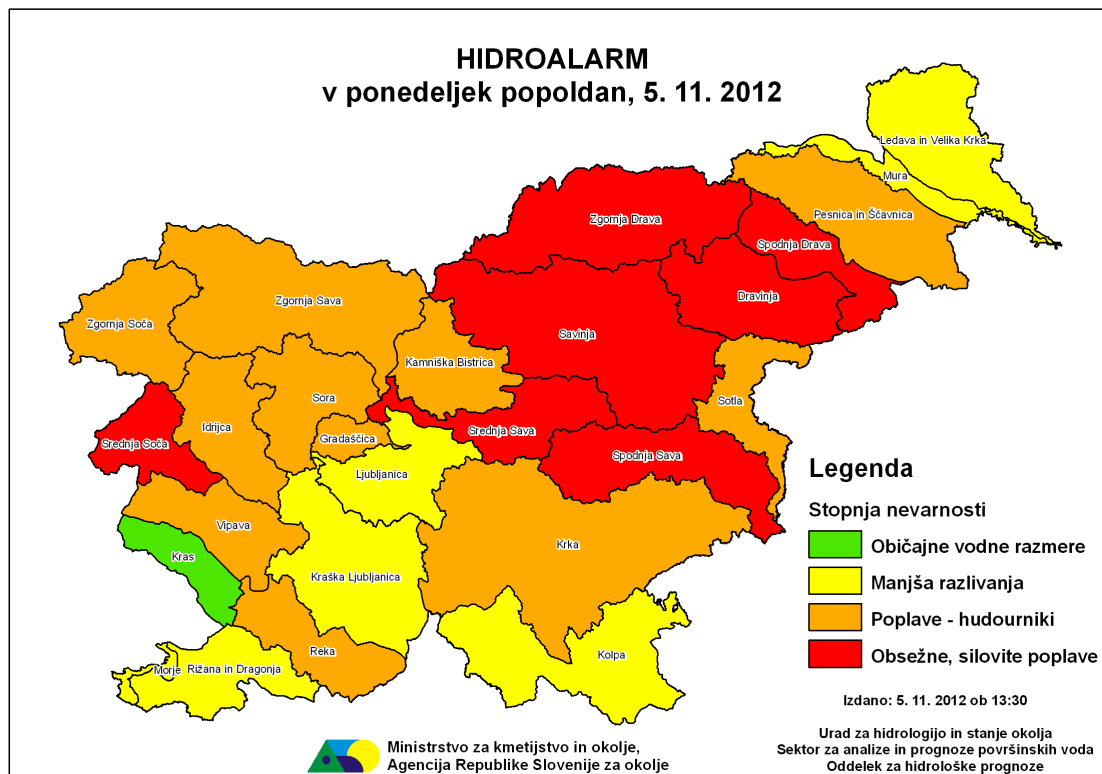 HIDROALARM
v ponedeljek popoldan, 5. 11. 2012
Ledava in Velika Krka
Mura
Pesnica in Ščavnica
Zgornja Drava
Spodnja Drava
Dravinja
Zgornja Sava
Zgornja Soča
Savinja
Kamniška Bistrica
Sora
Sotla
Idrijca
Gradaščica
Srednja Sava
Srednja Soča
Spodnja Sava
Ljubljanica
Vipava
Krka
Kras
Kraška Ljubljanica
Reka
Kolpa
Morje
Rižana in Dragonja
Legenda
Stopnja nevarnosti
Običajne vodne razmere
Manjša razlivanja
Poplave - hudourniki
Obsežne, silovite poplave
Izdano: 5. 11. 2012 ob 13:30
Urad za hidrologijo in stanje okolja
Sektor za analize in prognoze površinskih voda
Oddelek za hidrološke prognoze
Ministrstvo za kmetijstvo in okolje,
Agencija Republike Slovenije za okolje